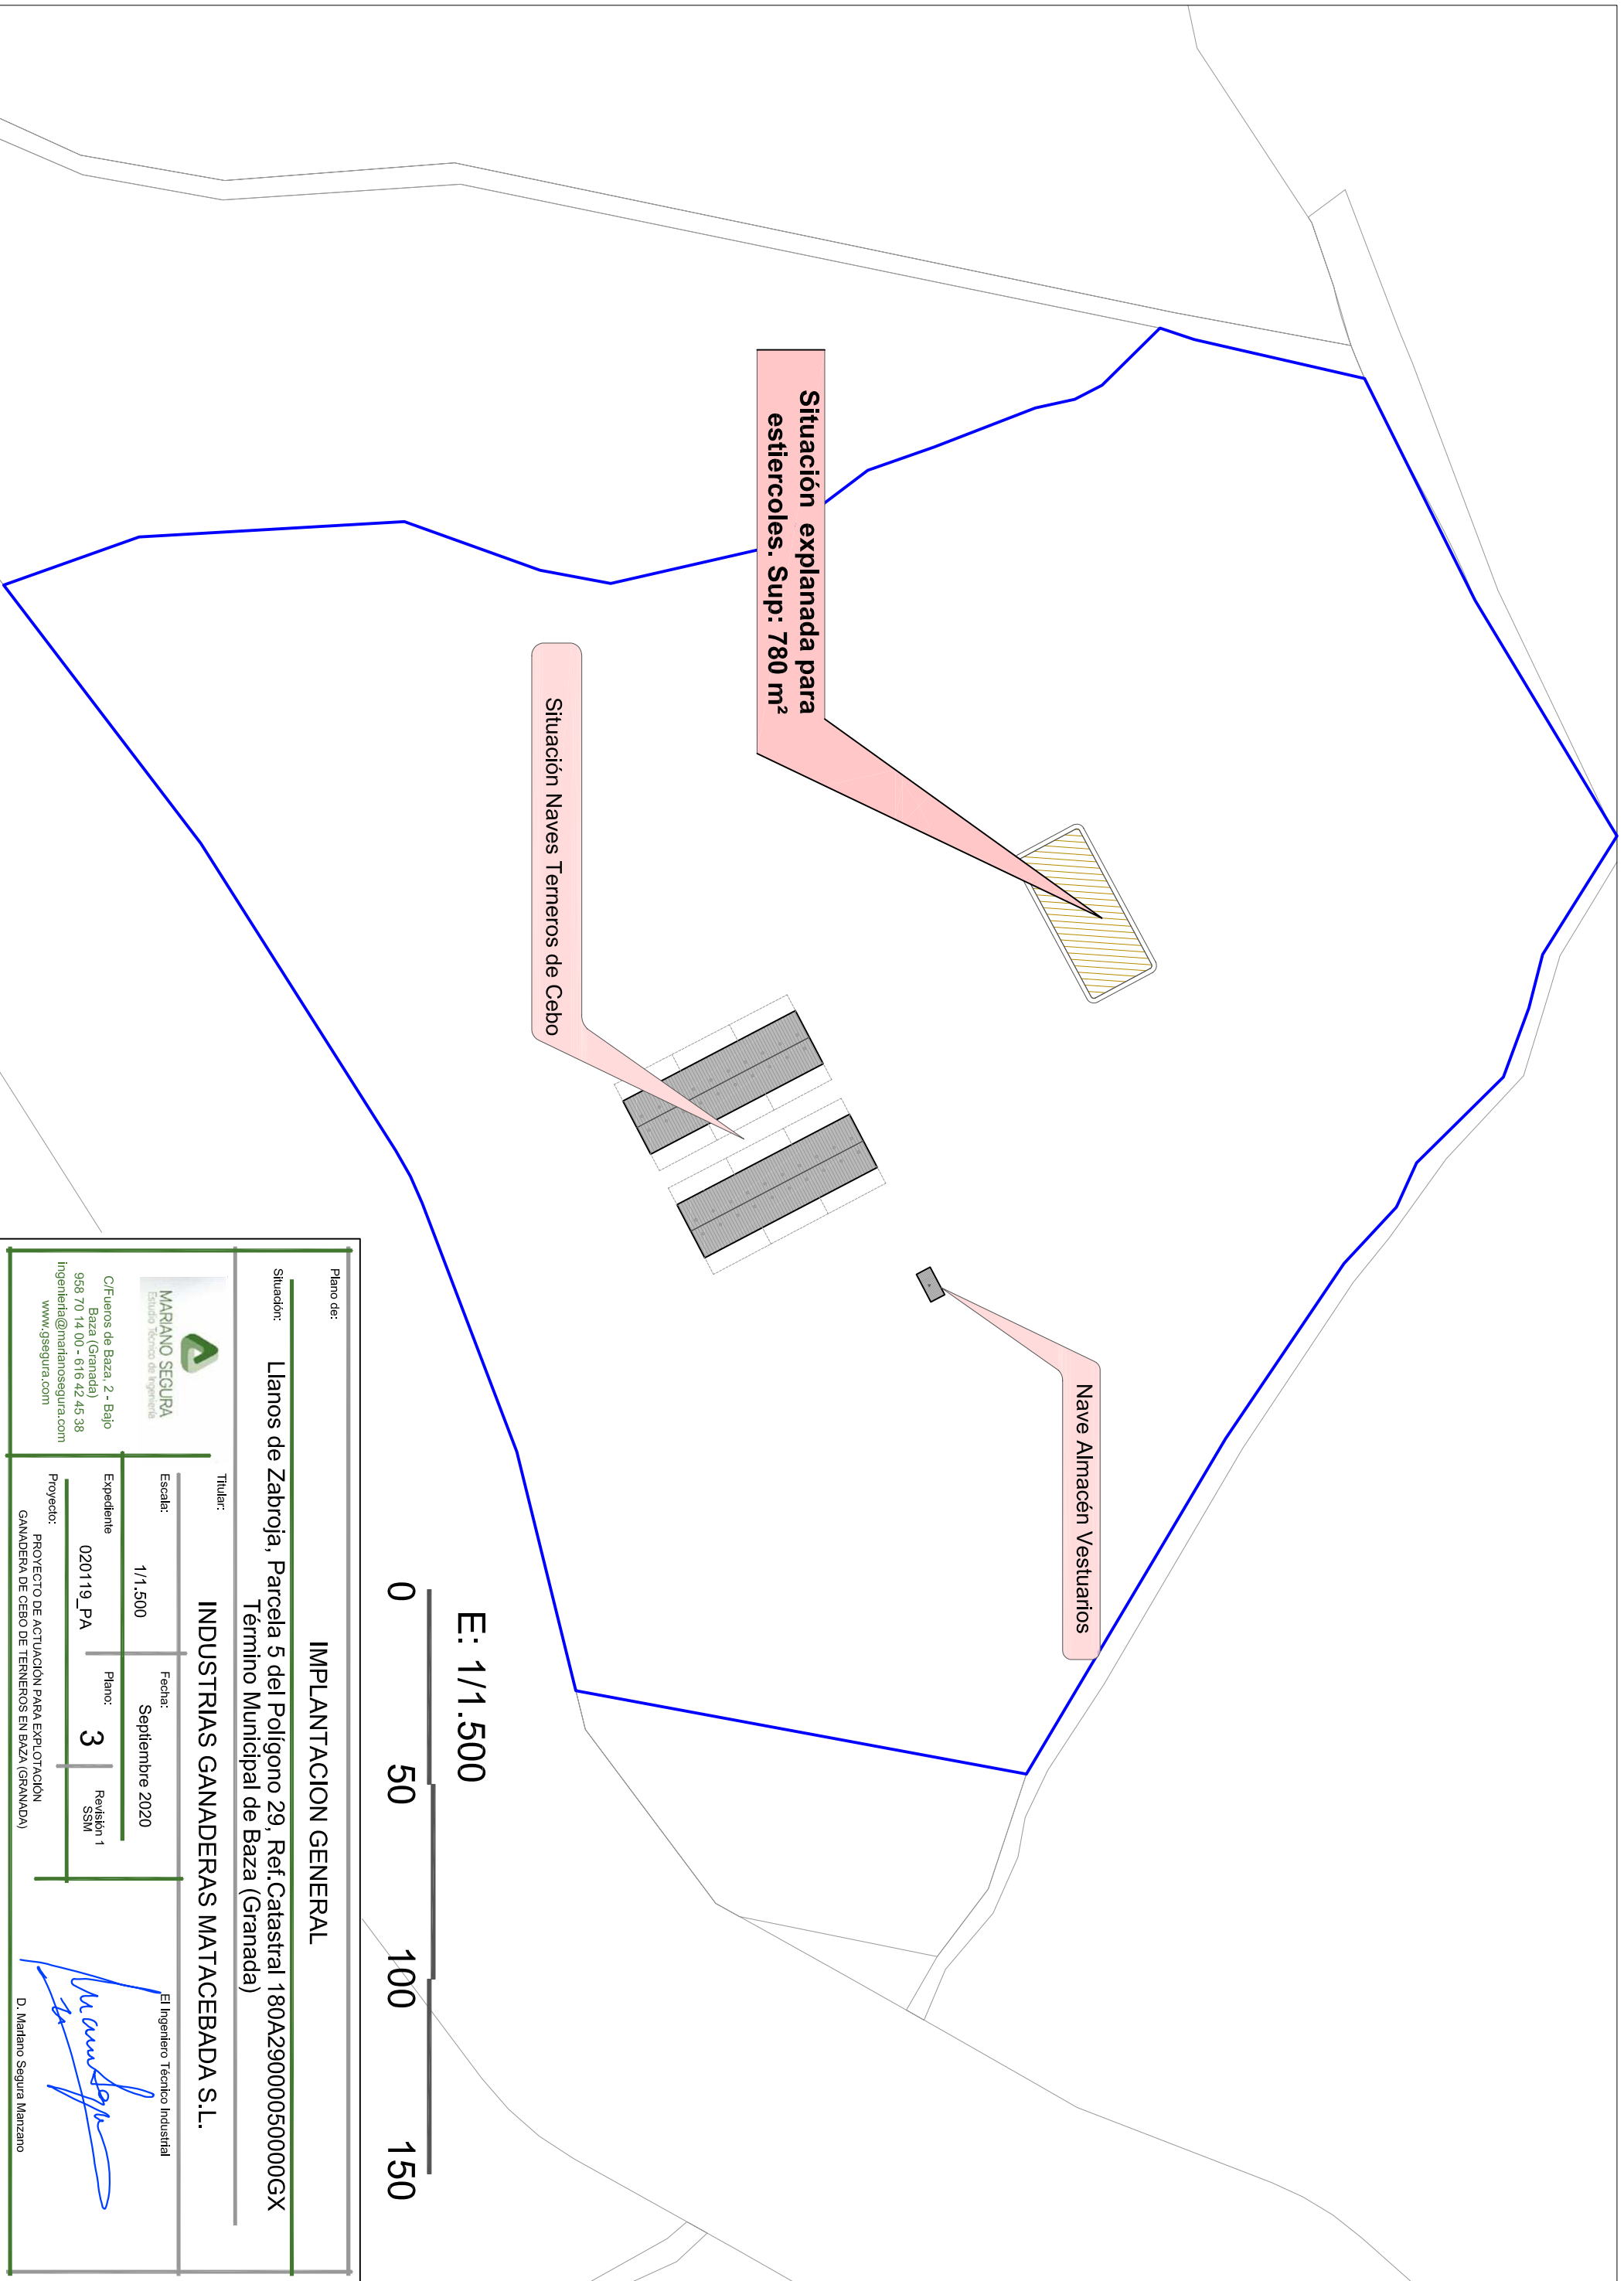 Situación explanada para
estiercoles. Sup: 780 m²
Situación Naves Terneros de Cebo
Nave Almacén Vestuarios
E: 1/1.500
0 50 100 150
Plano de:
IMPLANTACION GENERAL
Situación:
Llanos de Zabroja, Parcela 5 del Polígono 29, Ref.Catastral 180A29000050000GX
Término Municipal de Baza (Granada)
Titular:
INDUSTRIAS GANADERAS MATACEBADA S.L.
MARIANO SEGURA
Estudio Técnico de Ingeniería
C/Fueros de Baza, 2 - Bajo
Baza (Granada)
958 70 14 00 - 616 42 45 38
ingenieria@marianosegura.com
www.gsegura.com
Escala:
1/1.500
Fecha:
Septiembre 2020
Expediente
020119_PA
Plano:
3
Revisión 1
SSM
Proyecto:
PROYECTO DE ACTUACIÓN PARA EXPLOTACIÓN
GANADERA DE CEBO DE TERNEROS EN BAZA (GRANADA)
El Ingeniero Técnico Industrial
D. Mariano Segura Manzano